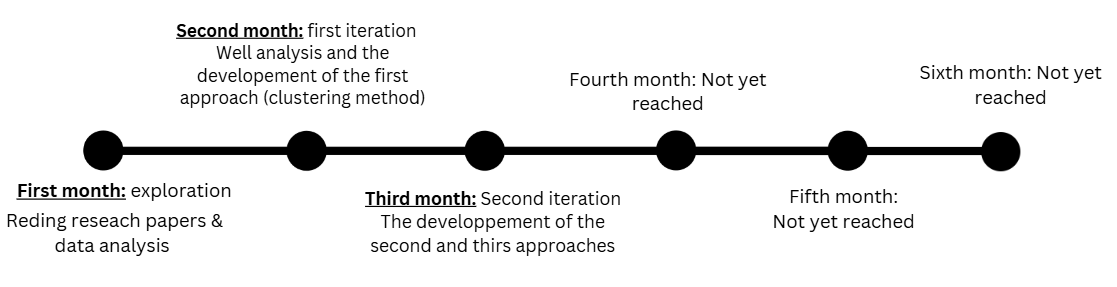 Second month: first iteration
Well analysis and the
developement of the first
approach (clustering method)
Fourth month: Not yet
reached
Sixth month: Not yet
reached
First month: exploration
Reding reseach papers &
data analysis
Third month: Second iteration
The developpement of the
second and thirs approaches
Fifth month:
Not yet reached